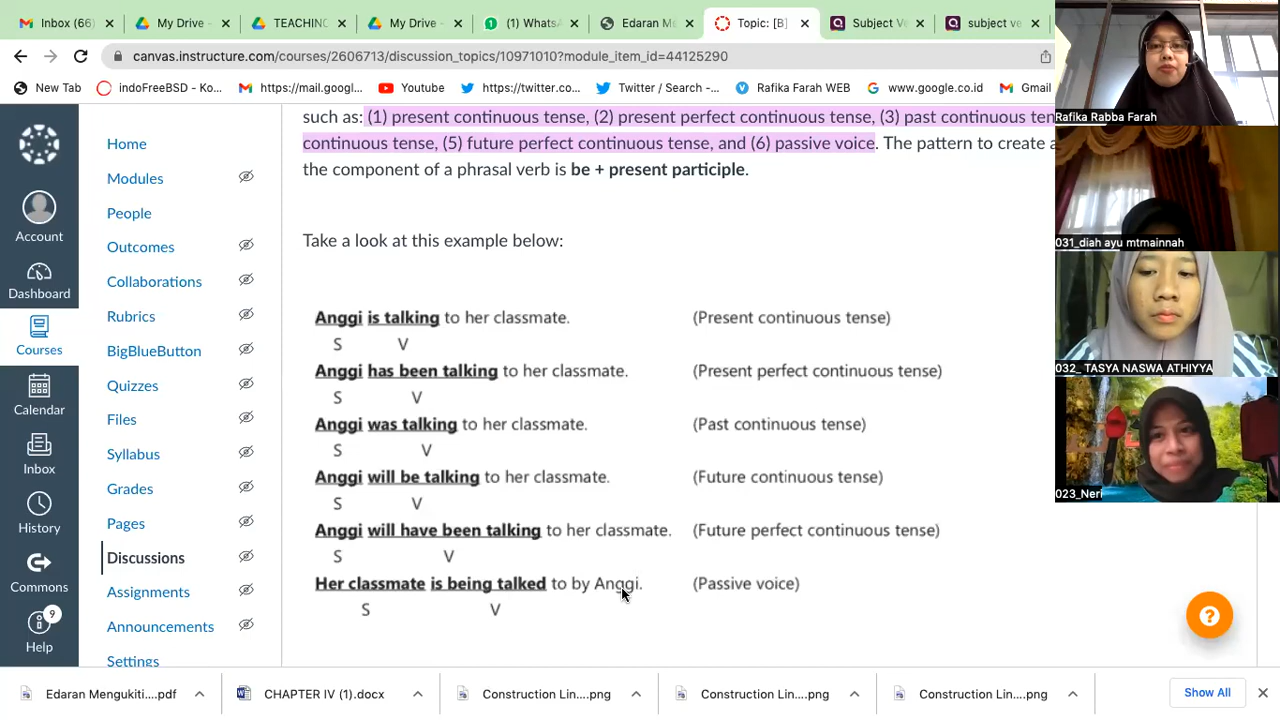 Inbox (66)
My Drive -
TEACHING
My Drive -
(1) Whats
Edaran Me
Topic: [B]
Subject Ve
subject ve
canvas.instructure.com/courses/2606713/discussion_topics/10971010?module_item_id=44125290
New Tab
indoFreeBSD - Ko...
https://mail.googl...
Youtube
https://twitter.co...
Twitter / Search -...
Rafika Farah WEB
www.google.co.id
Gmail
Rafika Rabba Farah
031_diah ayu mtmainnah
032_ TASYA NASWA ATHIYYA
023_Neri
Account
Dashboard
Courses
Calendar
Inbox
History
Commons
9
Help
Home
Modules
People
Outcomes
Collaborations
Rubrics
BigBlueButton
Quizzes
Files
Syllabus
Grades
Pages
Discussions
Assignments
Announcements
Settings
such as: (1) present continuous tense, (2) present perfect continuous tense, (3) past continuous ten
continuous tense, (5) future perfect continuous tense, and (6) passive voice. The pattern to create a
the component of a phrasal verb is be + present participle.
Take a look at this example below:
Anggi is talking to her classmate. (Present continuous tense)
S V
Anggi has been talking to her classmate. (Present perfect continuous tense)
S V
Anggi was talking to her classmate. (Past continuous tense)
S V
Anggi will be talking to her classmate. (Future continuous tense)
S V
Anggi will have been talking to her classmate. (Future perfect continuous tense)
S V
Her classmate is being talked to by Anggi. (Passive voice)
S V
?
Edaran Mengukiti....pdf
CHAPTER IV (1).docx
Construction Lin....png
Construction Lin....png
Construction Lin....png
Show All